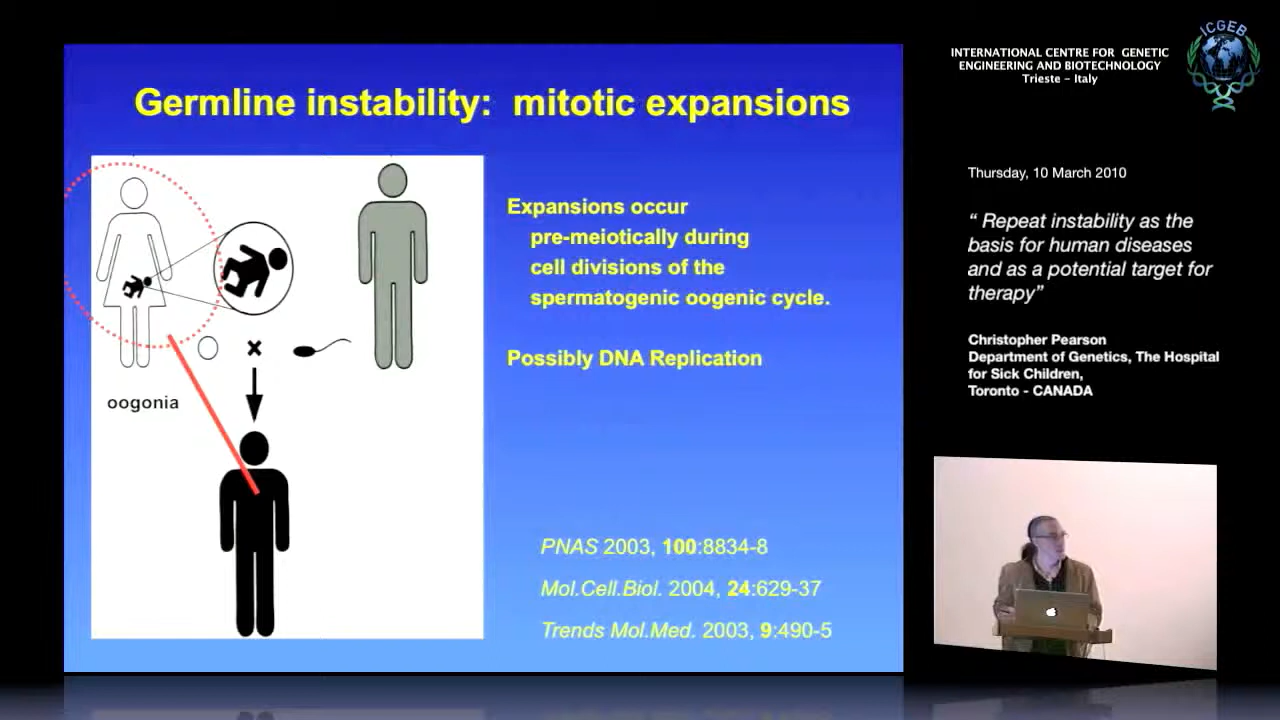 Germline instability: mitotic expansions
oogonia
Expansions occur
pre-meiotically during
cell divisions of the
spermatogenic oogenic cycle.
Possibly DNA Replication
PNAS 2003, 100:8834-8
Mol.Cell.Biol. 2004, 24:629-37
Trends Mol.Med. 2003, 9:490-5
INTERNATIONAL CENTRE FOR GENETIC
ENGINEERING AND BIOTECHNOLOGY
Trieste - Italy
ICGEB
Thursday, 10 March 2010
“ Repeat instability as the
basis for human diseases
and as a potential target for
therapy”
Christopher Pearson
Department of Genetics, The Hospital
for Sick Children,
Toronto - CANADA